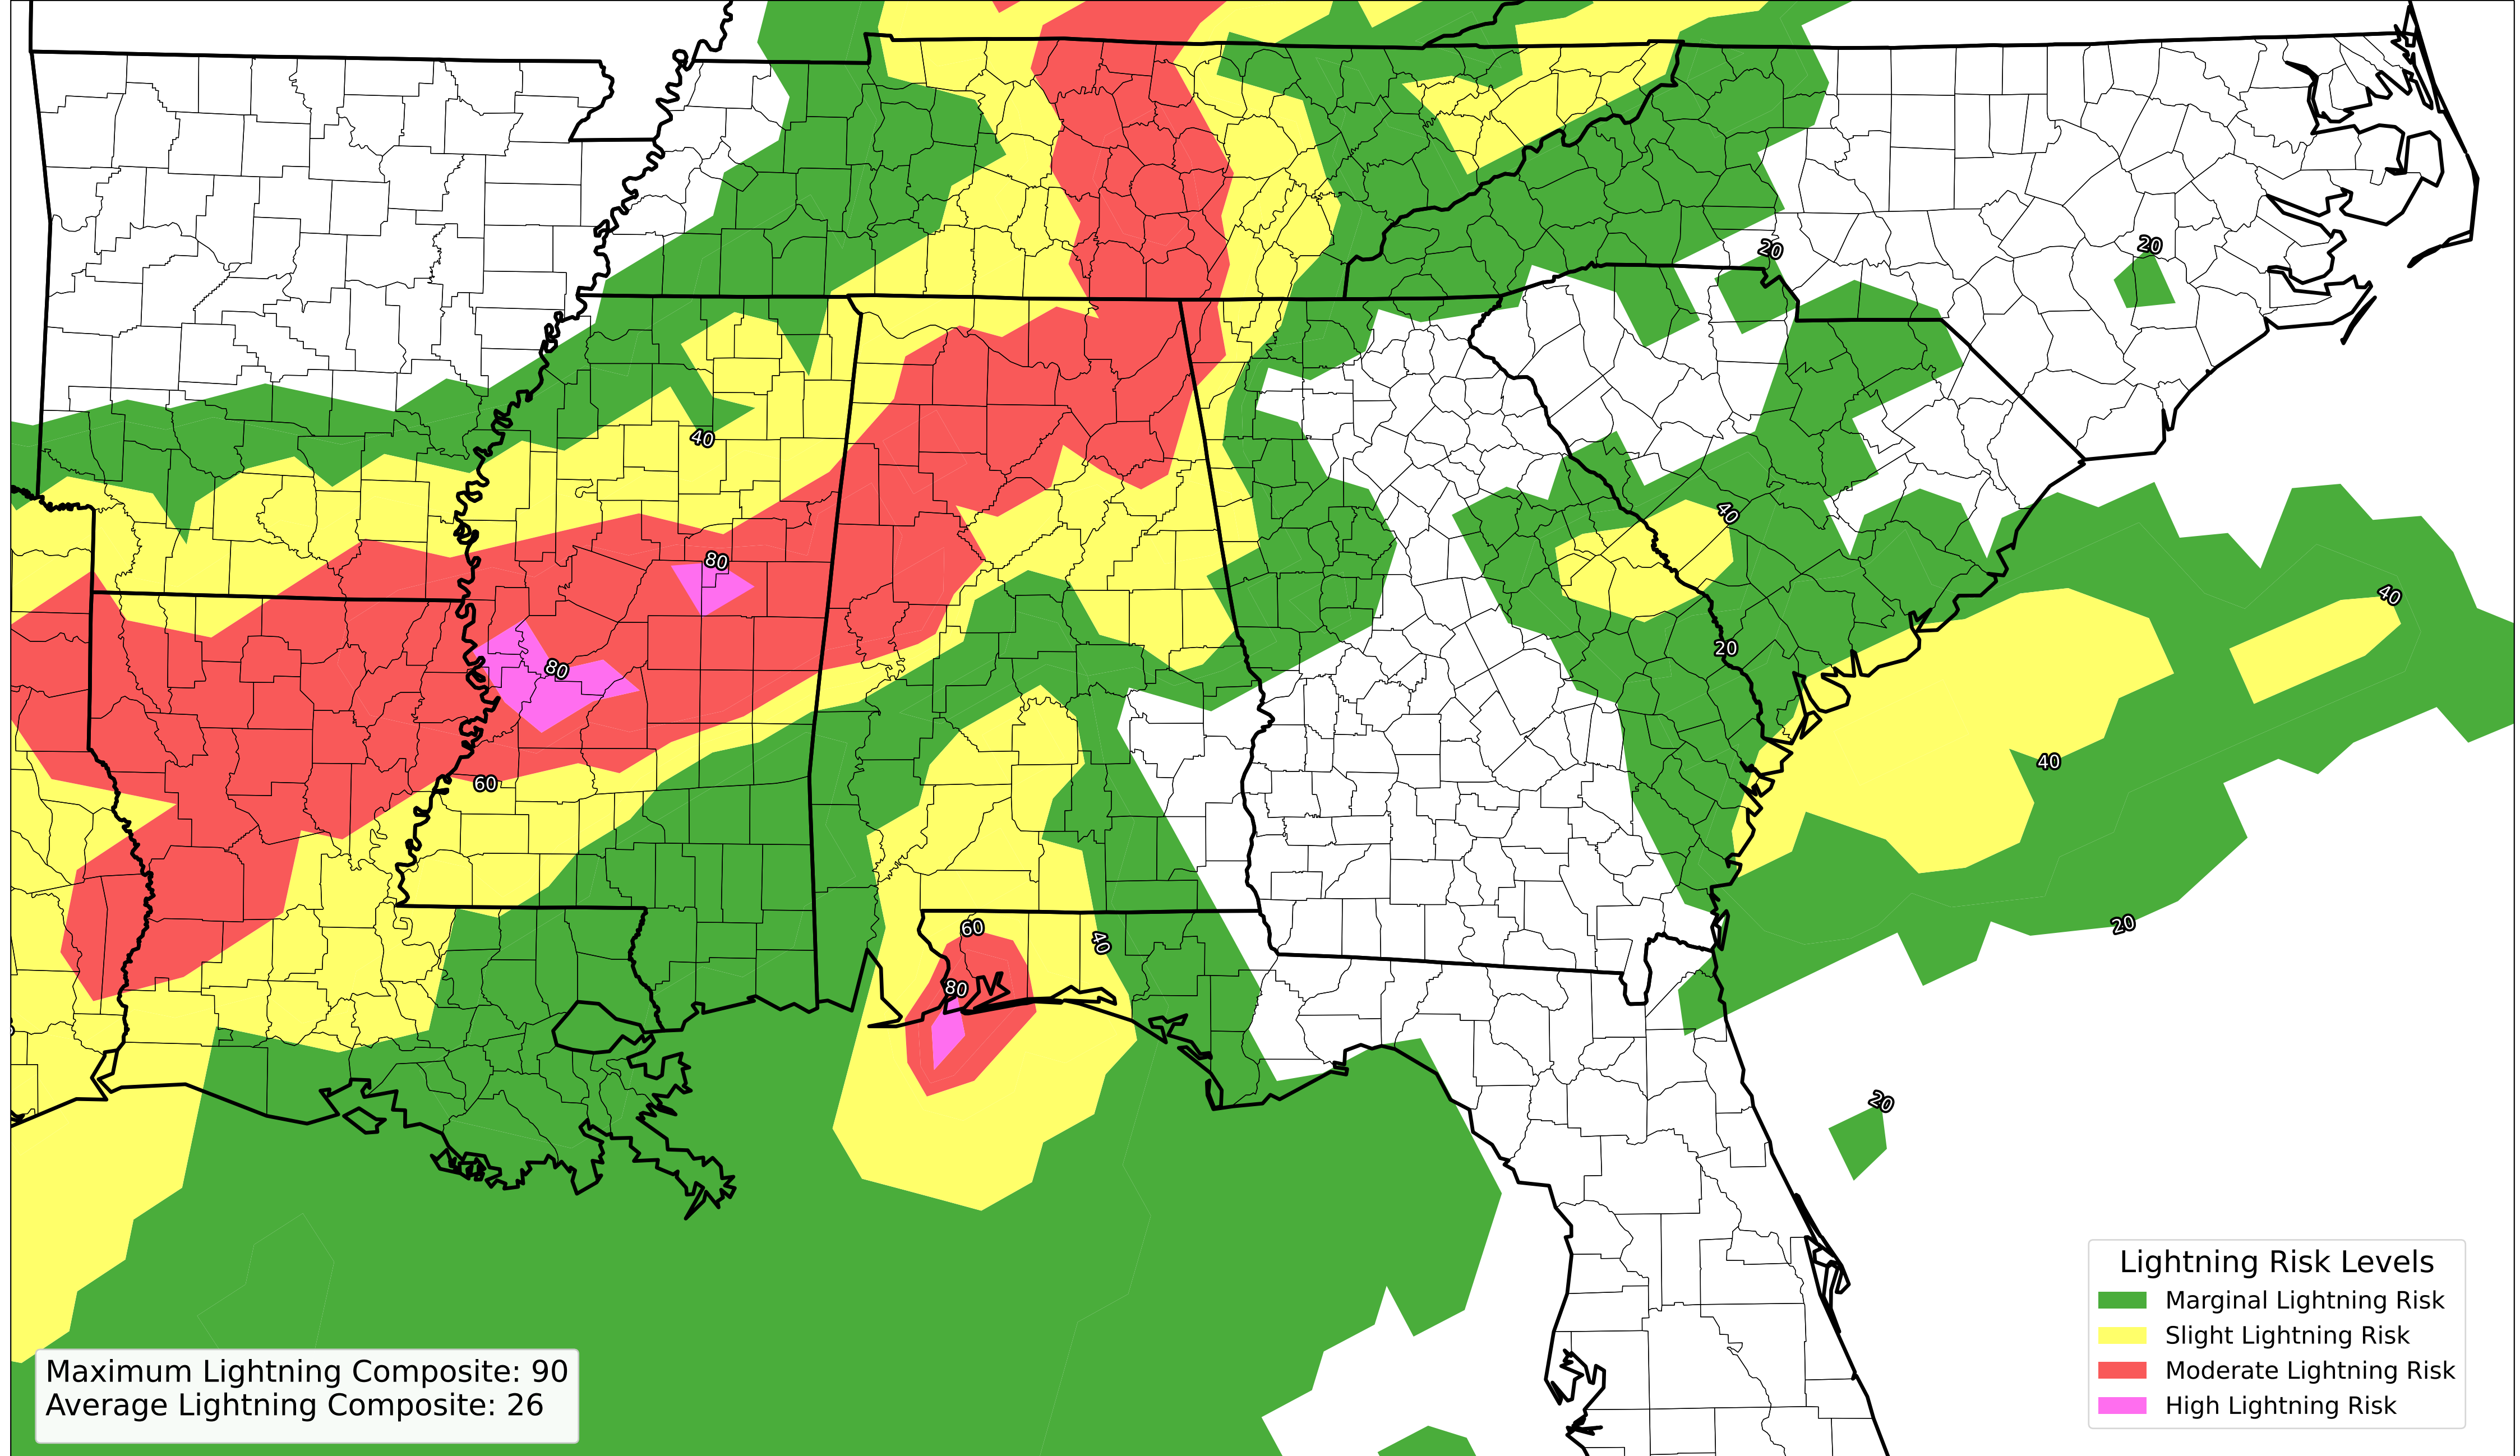 20
20
40
40
80
40
20
80
40
60
60
40
20
80
20
Lightning Risk Levels
Marginal Lightning Risk
Slight Lightning Risk
Moderate Lightning Risk
High Lightning Risk
Maximum Lightning Composite: 90
Average Lightning Composite: 26